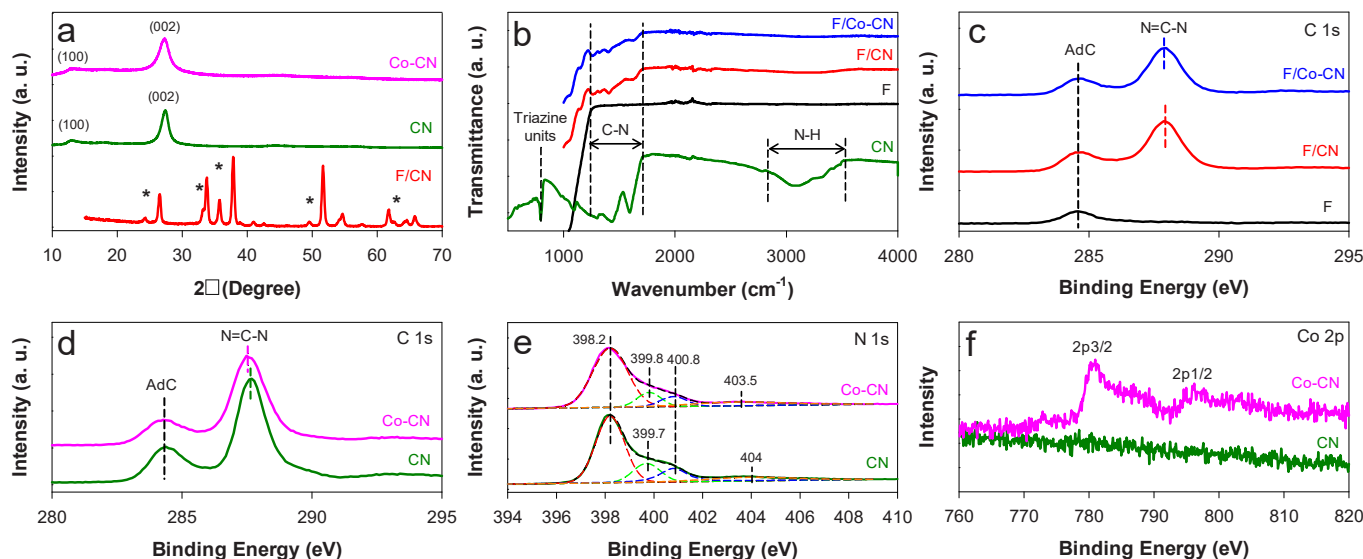 a
(002)
(100)
Co-CN
(002)
(100)
CN
F/CN
*
*
*
*
*
10 20 30 40 50 60 70
2□ (Degree)
Intensity (a. u.)
b
F/Co-CN
F/CN
F
Triazine
units
C-N
N-H
CN
1000 2000 3000 4000
Wavenumber (cm-1)
Transmittance (a. u.)
c
N=C-N
C 1s
AdC
F/Co-CN
F/CN
F
280 285 290 295
Binding Energy (eV)
Intensity (a. u.)
d
N=C-N
C 1s
AdC
Co-CN
CN
280 285 290 295
Binding Energy (eV)
Intensity (a. u.)
e
398.2
N 1s
399.8
400.8
403.5
Co-CN
399.7
404
CN
394 396 398 400 402 404 406 408 410
Binding Energy (eV)
Intensity (a. u.)
f
Co 2p
2p3/2
2p1/2
Co-CN
CN
760 770 780 790 800 810 820
Binding Energy (eV)
Intensity